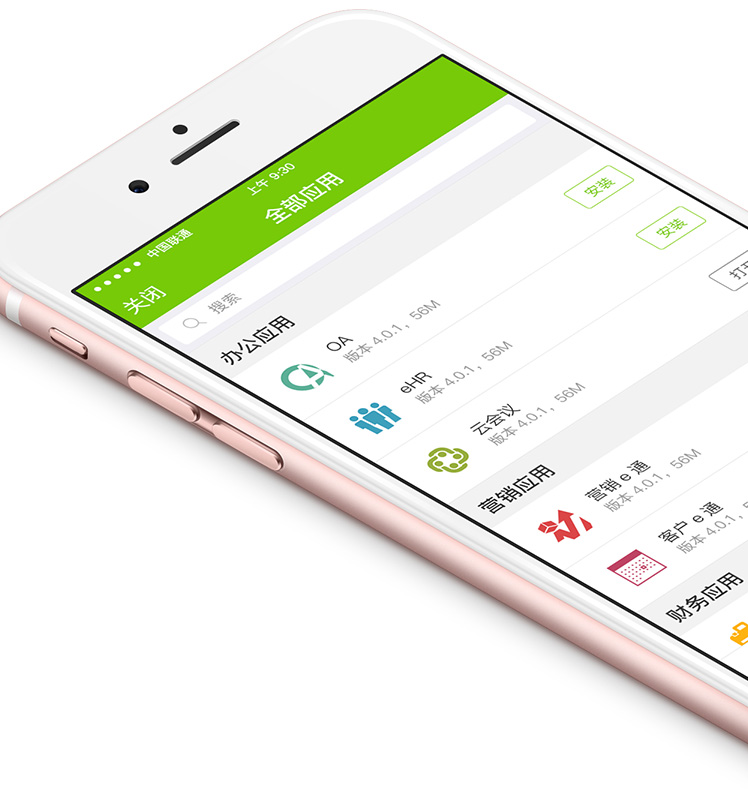 中国联通
上午 9:30
关闭
全部应用
搜索
办公应用
OA
版本 4.0.1，56M
安装
eHR
版本 4.0.1，56M
安装
云会议
版本 4.0.1，56M
打开
营销应用
营销 e 通
版本 4.0.1，56M
客户 e 通
版本 4.0.1，5
财务应用